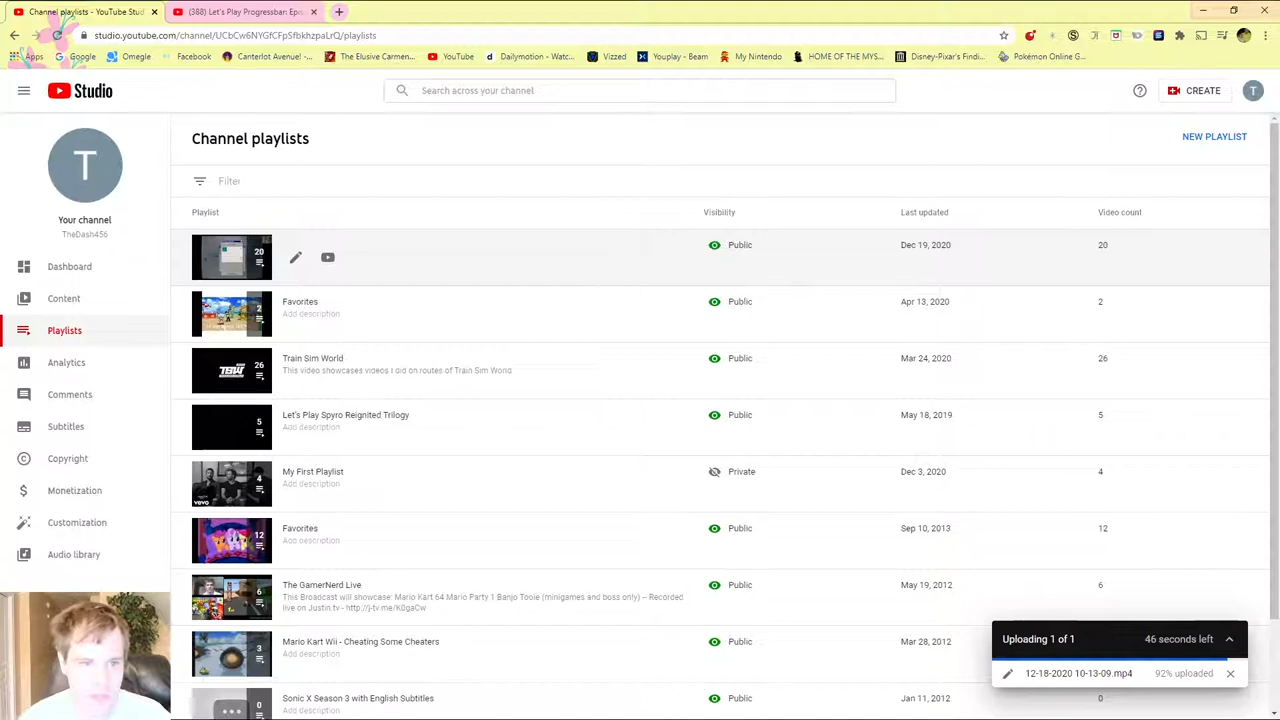 Channel playlists - YouTube Stud
(388) Let's Play Progressbar: Epis
studio.youtube.com/channel/UCbCw6NYGfCFpSfbkhzpaLrQ/playlists
Apps Google Omegle Facebook Canterlot Avenue -... The Elusive Carmen... YouTube Dailymotion - Watc... Vizzed Youplay - Beam My Nintendo HOME OF THE MYS... Disney-Pixar's Findi... Pokémon Online G...
Studio
Search across your channel
CREATE
T
T
Your channel
TheDash456
Dashboard
Content
Playlists
Analytics
Comments
Subtitles
Copyright
Monetization
Customization
Audio library
Channel playlists
NEW PLAYLIST
Filter
Playlist Visibility Last updated Video count
20 Public Dec 19, 2020 20
2 Favorites Public Apr 13, 2020 2
Add description
TSW 26 Train Sim World Public Mar 24, 2020 26
This video showcases videos I did on routes of Train Sim World
5 Let's Play Spyro Reignited Trilogy Public May 18, 2019 5
Add description
4 My First Playlist Private Dec 3, 2020 4
Add description
vevo
12 Favorites Public Sep 10, 2013 12
Add description
6 The GamerNerd Live Public May 19, 2012 6
This Broadcast will showcase: Mario Kart 64 Mario Party 1 Banjo Tooie (minigames and boss only) -- Recorded
live on Justin.tv - http://j-tv.me/K0gaCw
3 Mario Kart Wii - Cheating Some Cheaters Public Mar 28, 2012
Add description
0 Sonic X Season 3 with English Subtitles Public Jan 11, 2012 0
Add description
Uploading 1 of 1 46 seconds left
12-18-2020 10-13-09.mp4 92% uploaded